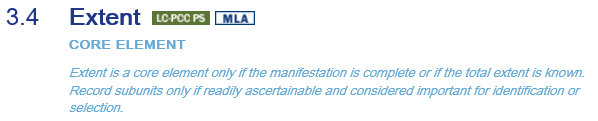 3.4 Extent LC-PCC PS MLA
CORE ELEMENT
Extent is a core element only if the manifestation is complete or if the total extent is known.
Record subunits only if readily ascertainable and considered important for identification or
selection.